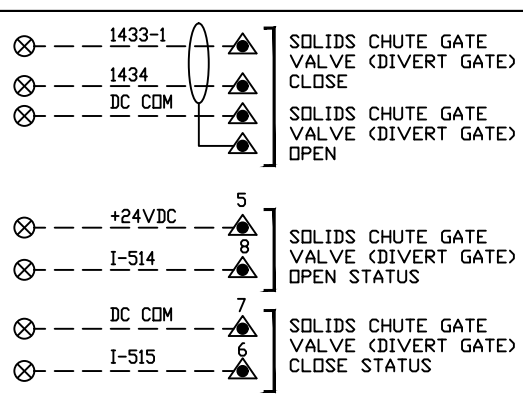 1433-1
1434
DC COM
SOLIDS CHUTE GATE
VALVE (DIVERT GATE)
CLOSE
SOLIDS CHUTE GATE
VALVE (DIVERT GATE)
OPEN
+24VDC
5
I-514
8
SOLIDS CHUTE GATE
VALVE (DIVERT GATE)
OPEN STATUS
DC COM
7
I-515
6
SOLIDS CHUTE GATE
VALVE (DIVERT GATE)
CLOSE STATUS